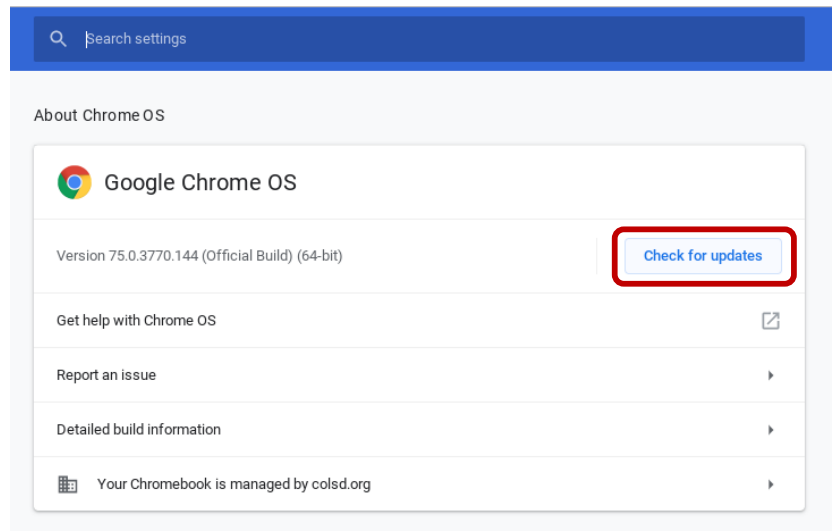 Search settings
About Chrome OS
Google Chrome OS
Version 75.0.3770.144 (Official Build) (64-bit)
Check for updates
Get help with Chrome OS
Report an issue
Detailed build information
Your Chromebook is managed by colsd.org